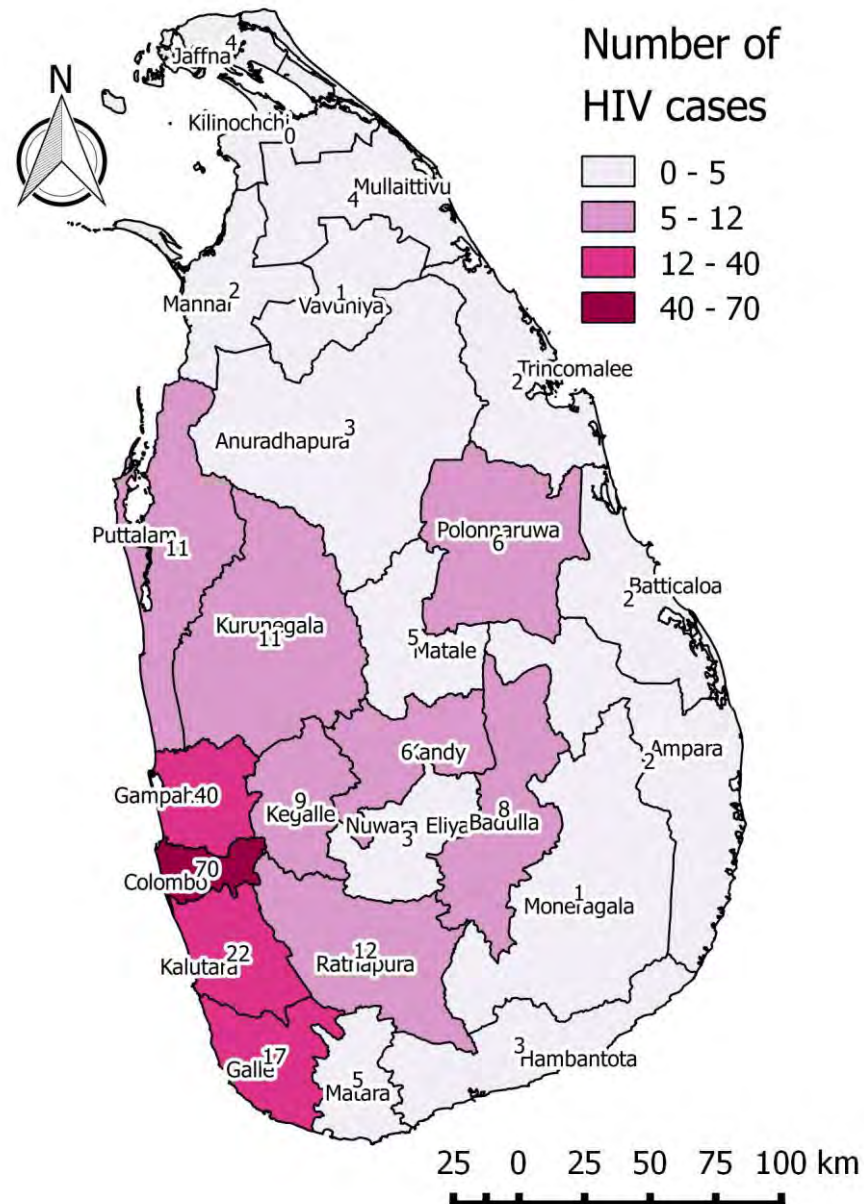 Number of
HIV cases
0 - 5
5 - 12
12 - 40
40 - 70
N
Jaffna 4
Kilinochchi 0
Mullaittivu
4
Mannar 2
Vavuniya 1
Trincomalee
2
Anuradhapura 3
Puttalam 11
Polonnaruwa
6
Kurunegala
11
Batticaloa
2
5
Matale
6 Kandy
Ampara
2
Gampaha 40
9
Kegalle
Nuwara Eliya
3
8
Badulla
70
Colombo
1
Moneragala
22
Kalutara
12
Ratnapura
17
Galle
5
Matara
3
Hambantota
25 0 25 50 75 100 km